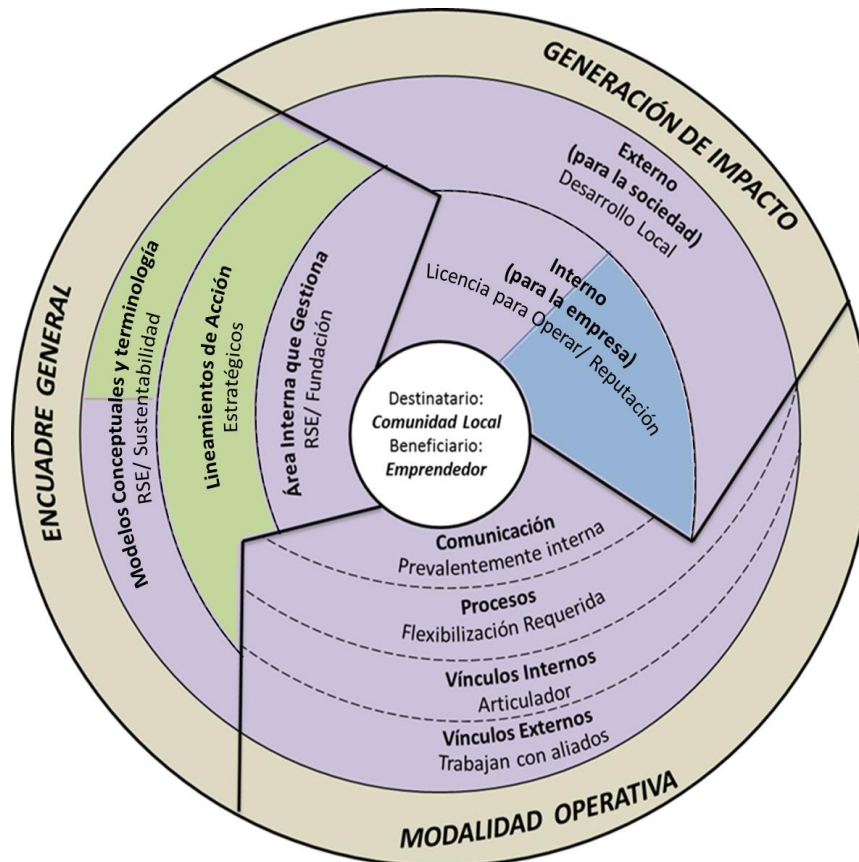 GENERACIÓN DE IMPACTO
Externo
(para la sociedad)
Desarrollo Local
Interno
(para la empresa)
Licencia para Operar/ Reputación
ENCUADRE GENERAL
Modelos Conceptuales y terminología
RSE/ Sustentabilidad
Lineamientos de Acción
Estratégicos
Área Interna que Gestiona
RSE/ Fundación
Destinatario:
Comunidad Local
Beneficiario:
Emprendedor
Comunicación
Prevalentemente interna
Procesos
Flexibilización Requerida
Vínculos Internos
Articulador
Vínculos Externos
Trabajan con aliados
MODALIDAD OPERATIVA